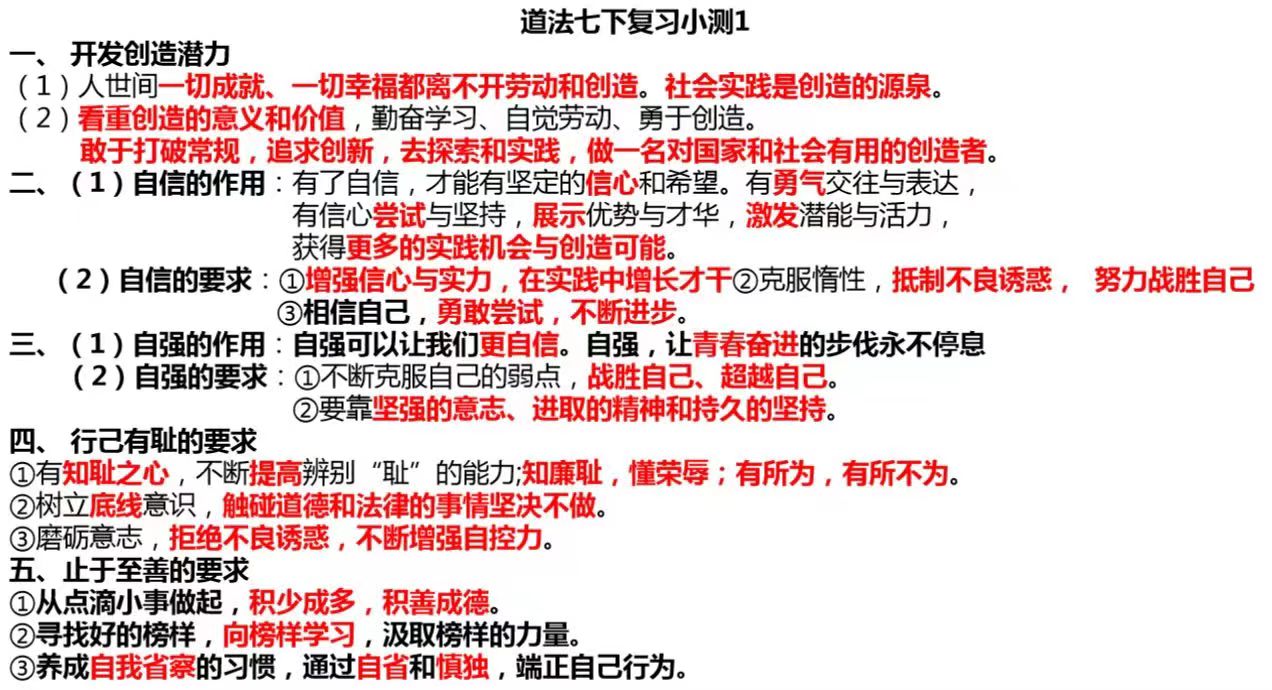 道法七下复习小测1
一、 开发创造潜力
（1）人世间一切成就、一切幸福都离不开劳动和创造。社会实践是创造的源泉。
（2）看重创造的意义和价值，勤奋学习、自觉劳动、勇于创造。
敢于打破常规，追求创新，去探索和实践，做一名对国家和社会有用的创造者。
二、（1）自信的作用：有了自信，才能有坚定的信心和希望。有勇气交往与表达，
有信心尝试与坚持，展示优势与才华，激发潜能与活力，
获得更多的实践机会与创造可能。
（2）自信的要求：①增强信心与实力，在实践中增长才干②克服惰性，抵制不良诱惑， 努力战胜自己
③相信自己，勇敢尝试，不断进步。
三、（1）自强的作用：自强可以让我们更自信。自强，让青春奋进的步伐永不停息
（2）自强的要求：①不断克服自己的弱点，战胜自己、超越自己。
②要靠坚强的意志、进取的精神和持久的坚持。
四、 行己有耻的要求
①有知耻之心，不断提高辨别“耻”的能力;知廉耻，懂荣辱；有所为，有所不为。
②树立底线意识，触碰道德和法律的事情坚决不做。
③磨砺意志，拒绝不良诱惑，不断增强自控力。
五、止于至善的要求
①从点滴小事做起，积少成多，积善成德。
②寻找好的榜样，向榜样学习，汲取榜样的力量。
③养成自我省察的习惯，通过自省和慎独，端正自己行为。